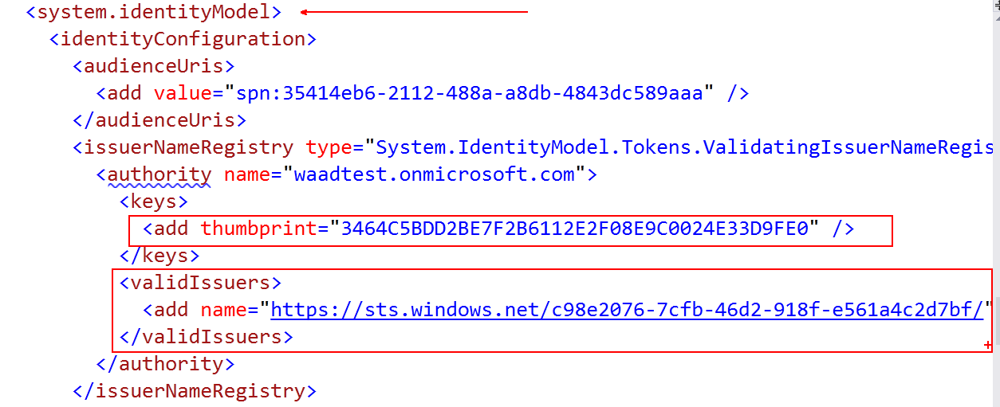 <system.identityModel>
<identityConfiguration>
<audienceUris>
<add value="spn:35414eb6-2112-488a-a8db-4843dc589aaa" />
</audienceUris>
<issuerNameRegistry type="System.IdentityModel.Tokens.ValidatingIssuerNameRegis
<authority name="waadtest.onmicrosoft.com">
<keys>
<add thumbprint="3464C5BDD2BE7F2B6112E2F08E9C0024E33D9FE0" />
</keys>
<validIssuers>
<add name="https://sts.windows.net/c98e2076-7cfb-46d2-918f-e561a4c2d7bf/"
</validIssuers>
</authority>
</issuerNameRegistry>